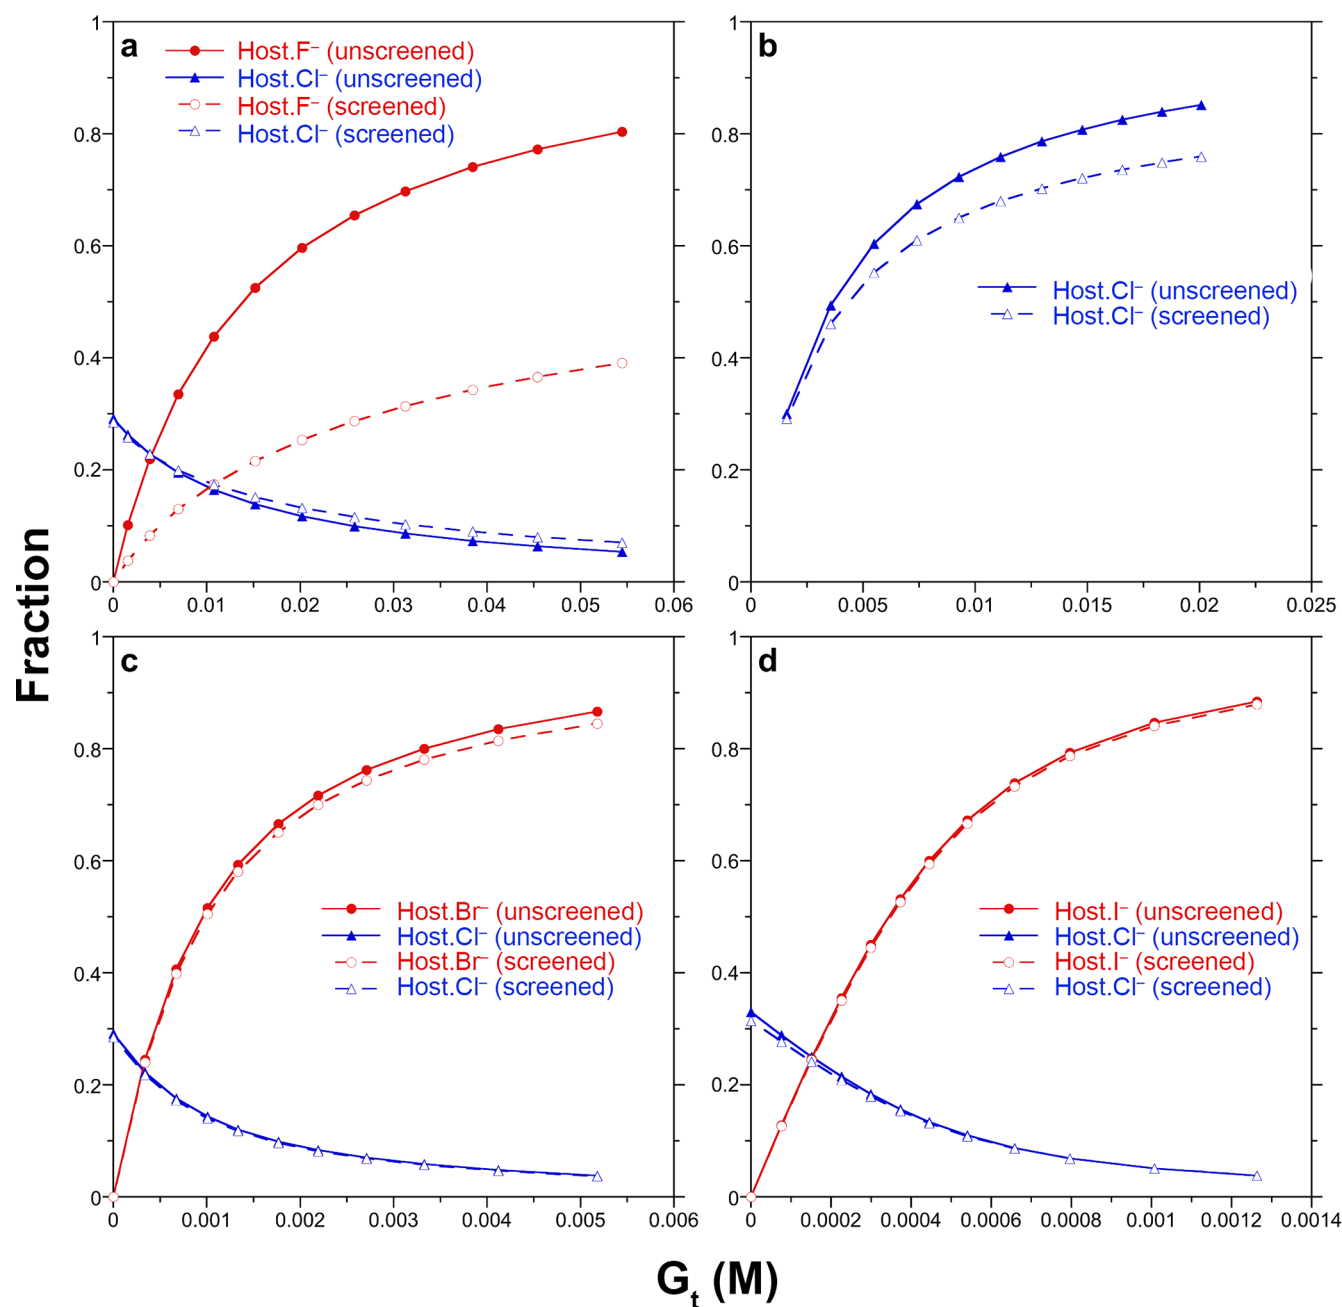 a
Host.F⁻ (unscreened)
Host.Cl⁻ (unscreened)
Host.F⁻ (screened)
Host.Cl⁻ (screened)
1
0.8
0.6
0.4
0.2
0
0 0.01 0.02 0.03 0.04 0.05 0.06
b
Host.Cl⁻ (unscreened)
Host.Cl⁻ (screened)
1
0.8
0.6
0.4
0.2
0
0 0.005 0.01 0.015 0.02 0.025
c
Host.Br⁻ (unscreened)
Host.Cl⁻ (unscreened)
Host.Br⁻ (screened)
Host.Cl⁻ (screened)
1
0.8
0.6
0.4
0.2
0
0 0.001 0.002 0.003 0.004 0.005 0.006
d
Host.I⁻ (unscreened)
Host.Cl⁻ (unscreened)
Host.I⁻ (screened)
Host.Cl⁻ (screened)
1
0.8
0.6
0.4
0.2
0
0 0.0002 0.0004 0.0006 0.0008 0.001 0.0012 0.0014
Fraction
Gₜ (M)